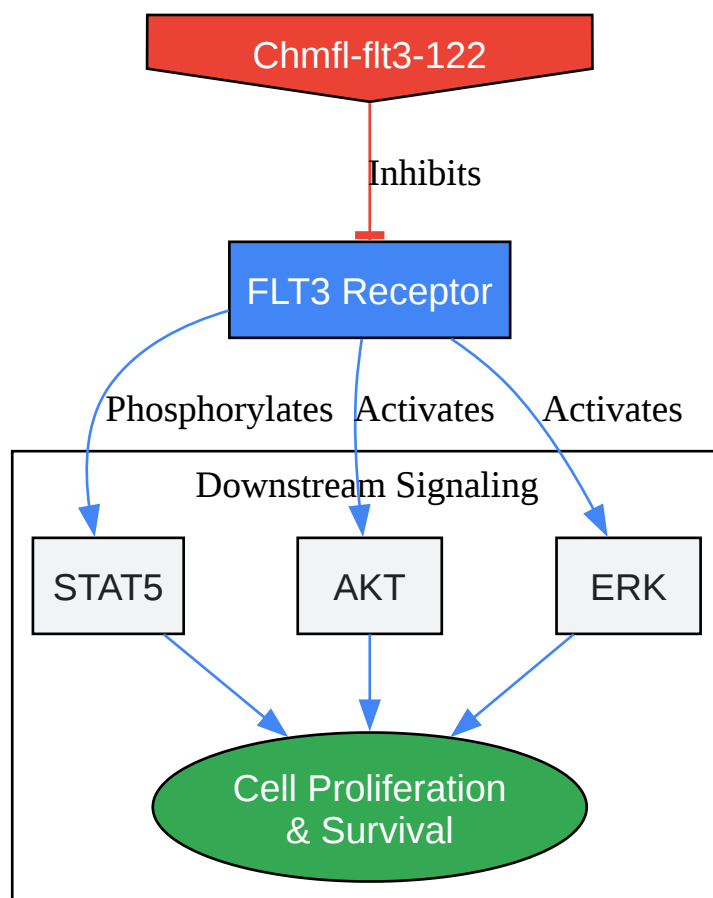 Chmfl-flt3-122
Inhibits
FLT3 Receptor
Phosphorylates
Activates
Activates
Downstream Signaling
STAT5
AKT
ERK
Cell Proliferation
& Survival